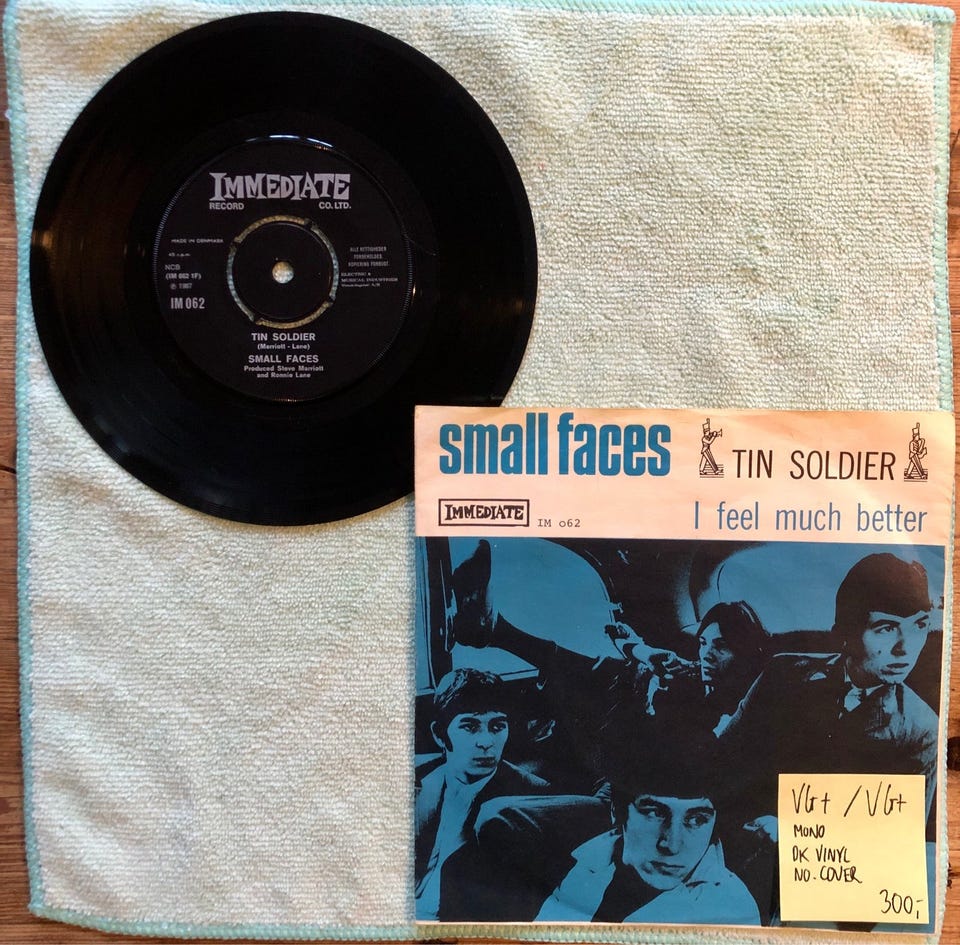 IMMEDIATE
RECORD CO. LTD.
MADE IN DENMARK
45 r.p.m.
NCB
(IM 062 1F)
℗ 1967
IM 062
ALLE RETTIGHEDER
FORBEHOLDES.
KOPIERING FORBUDT.
ELECTRIC &
MUSICAL INDUSTRIES
TIN SOLDIER
(Marriott - Lane)
SMALL FACES
Produced Steve Marriott
and Ronnie Lane
small faces
TIN SOLDIER
IMMEDIATE IM o62
I feel much better
VG+ / VG+
MONO
DK VINYL
NO. COVER
300,-